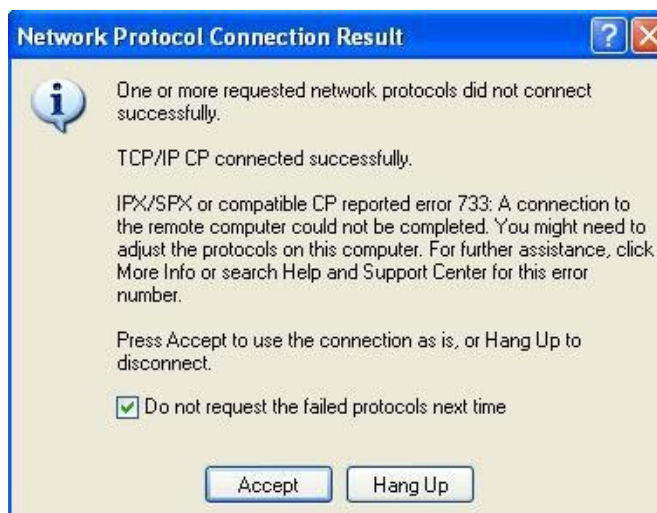 Network Protocol Connection Result
One or more requested network protocols did not connect
successfully.
TCP/IP CP connected successfully.
IPX/SPX or compatible CP reported error 733: A connection to
the remote computer could not be completed. You might need to
adjust the protocols on this computer. For further assistance, click
More Info or search Help and Support Center for this error
number.
Press Accept to use the connection as is, or Hang Up to
disconnect.
Do not request the failed protocols next time
Accept Hang Up